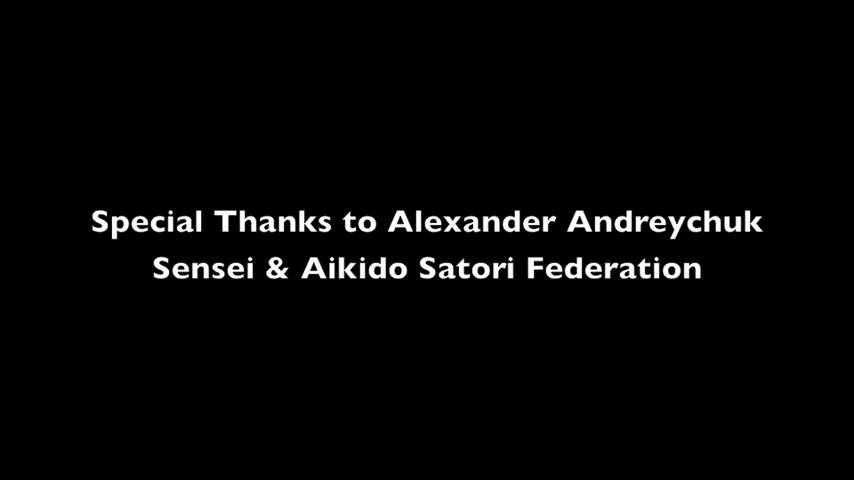 Special Thanks to Alexander Andreychuk
Sensei & Aikido Satori Federation